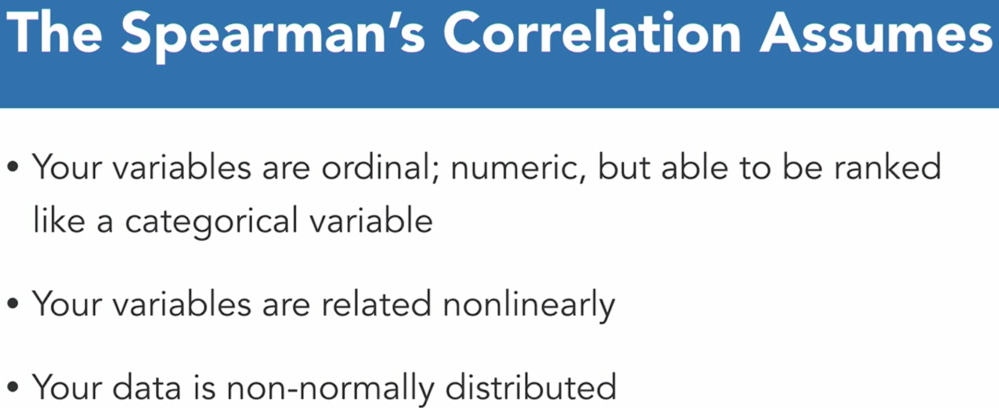 The Spearman’s Correlation Assumes
• Your variables are ordinal; numeric, but able to be ranked
like a categorical variable
• Your variables are related nonlinearly
• Your data is non-normally distributed